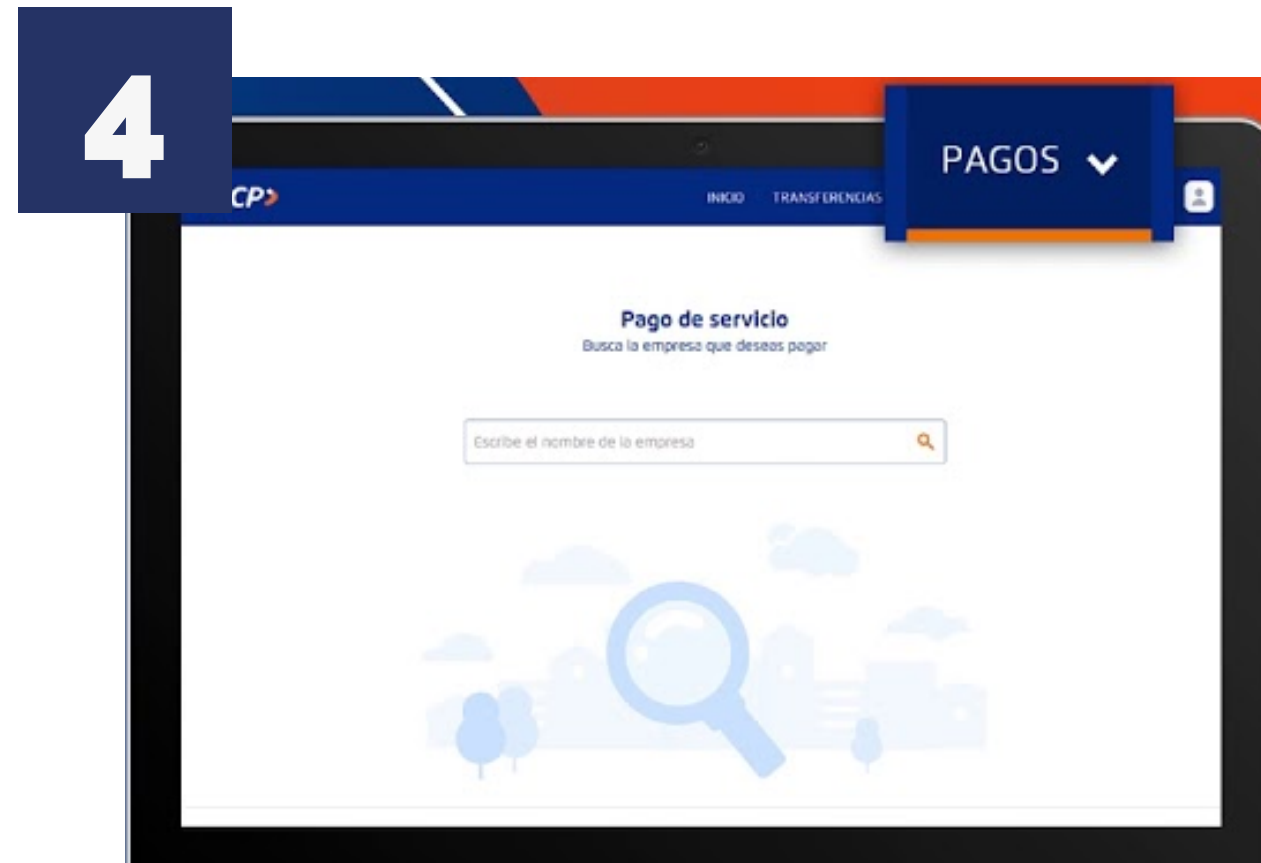 4
CP>
INICIO TRANSFERENCIAS
PAGOS
Pago de servicio
Busca la empresa que deseas pagar
Escribe el nombre de la empresa